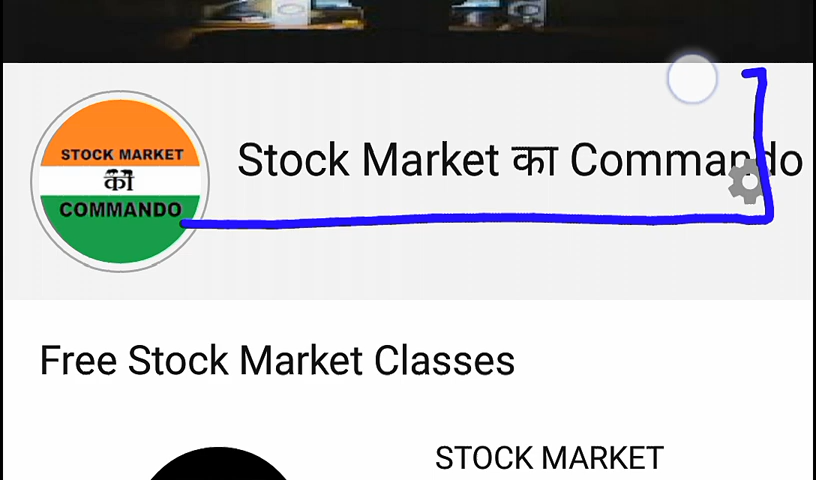 STOCK MARKET
का
COMMANDO
Stock Market का Commando
Free Stock Market Classes
STOCK MARKET